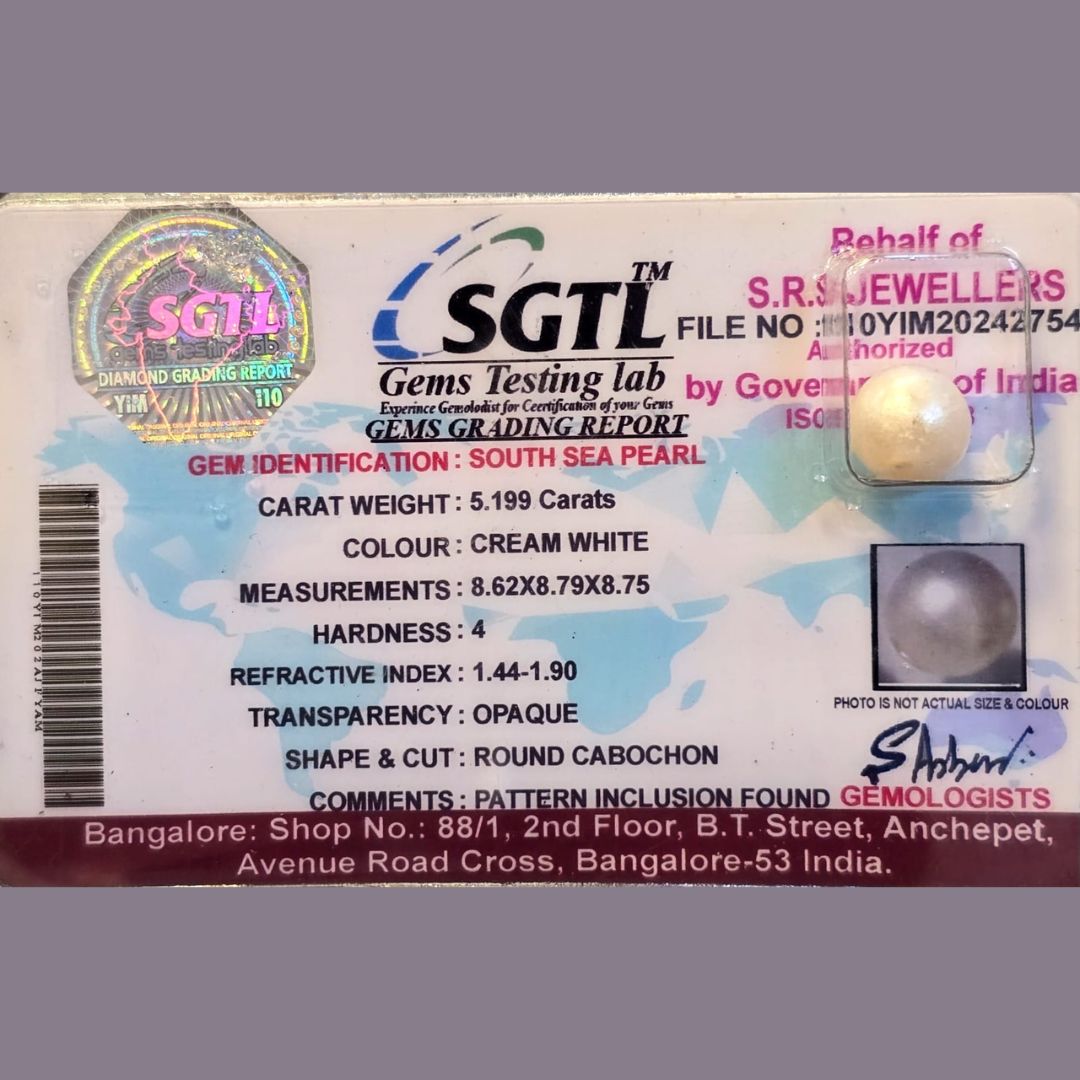 SGTL
gems testing lab
DIAMOND GRADING REPORT
YiM i10
SGTL™
Gems Testing lab
Experince Gemolodist for Ceertification of your Gems
GEMS GRADING REPORT
Behalf of
S.R.S JEWELLERS
FILE NO :110YIM20242754
Authorized
by Government of India
GEM IDENTIFICATION : SOUTH SEA PEARL
CARAT WEIGHT : 5.199 Carats
COLOUR : CREAM WHITE
MEASUREMENTS : 8.62X8.79X8.75
HARDNESS : 4
REFRACTIVE INDEX : 1.44-1.90
TRANSPARENCY : OPAQUE
SHAPE & CUT : ROUND CABOCHON
COMMENTS : PATTERN INCLUSION FOUND
PHOTO IS NOT ACTUAL SIZE & COLOUR
GEMOLOGISTS
Bangalore: Shop No.: 88/1, 2nd Floor, B.T. Street, Anchepet,
Avenue Road Cross, Bangalore-53 India.